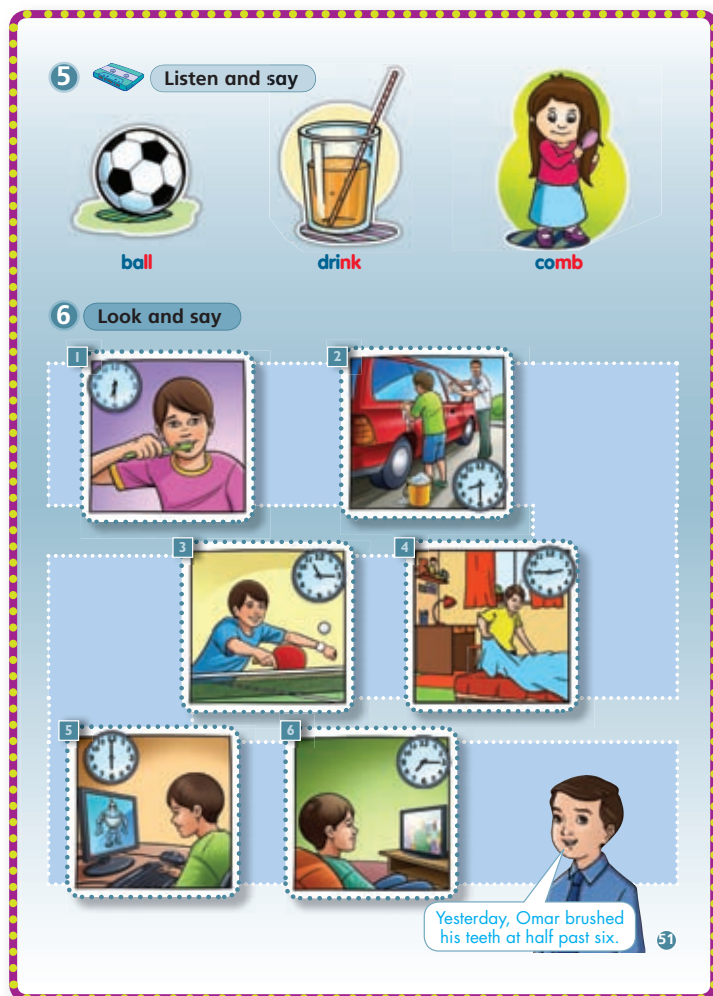 5 Listen and say
ball drink comb
6 Look and say
1 2
3 4
5 6
Yesterday, Omar brushed
his teeth at half past six.
51